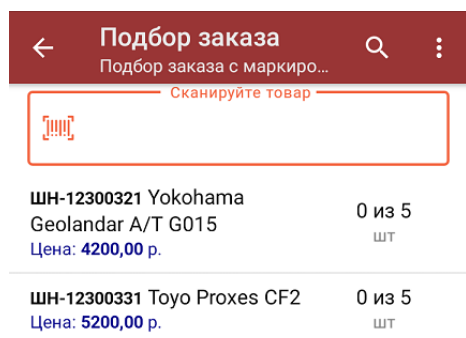 Подбор заказа
Подбор заказа с маркиро...
Сканируйте товар
ШН-12300321 Yokohama
Geolandar A/T G015
0 из 5
шт
Цена: 4200,00 р.
ШН-12300331 Toyo Proxes CF2
0 из 5
Цена: 5200,00 р.
шт